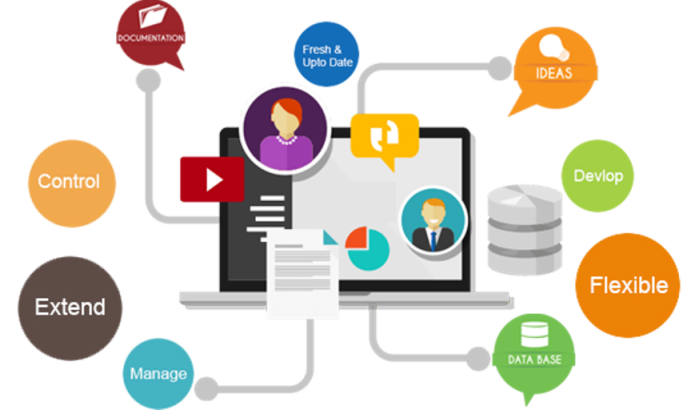 DOCUMENTATION
Fresh &
Upto Date
IDEAS
Control
Devlop
Extend
Flexible
Manage
DATA BASE